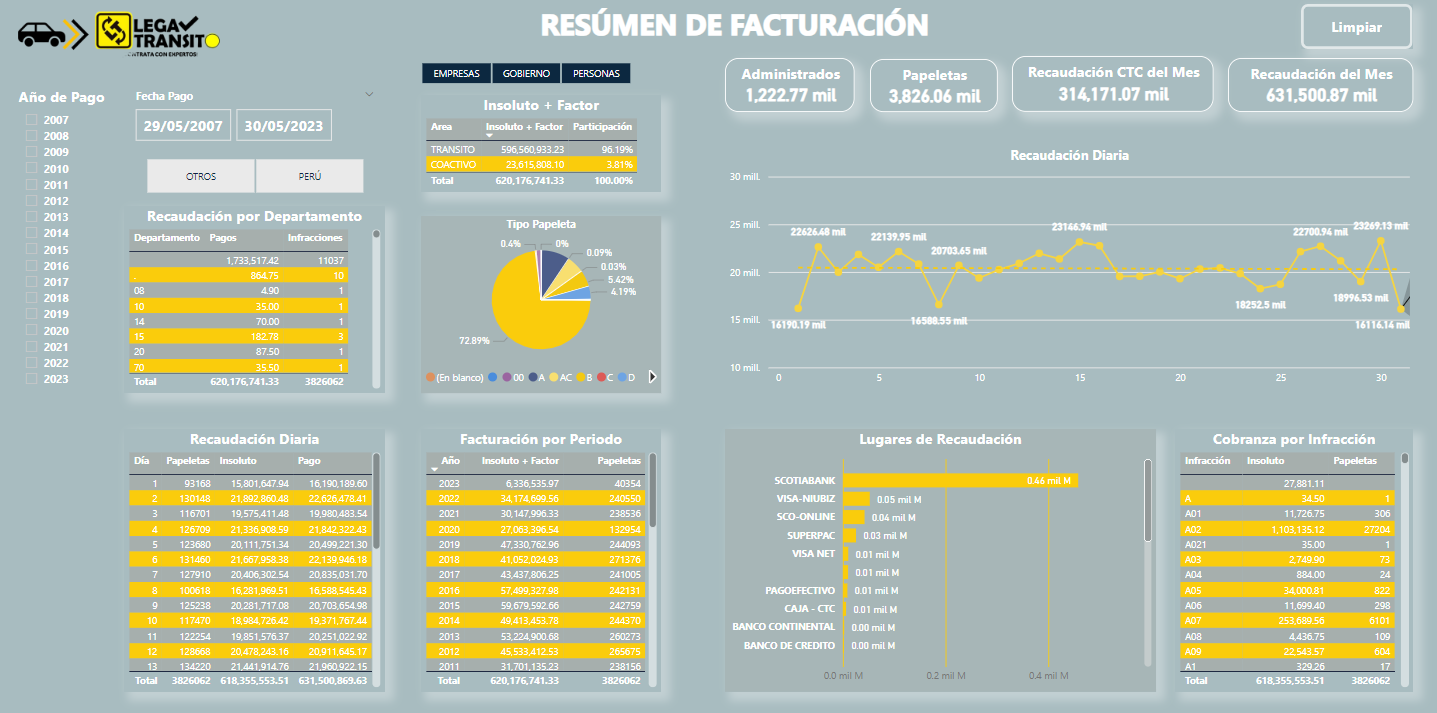 LEGAL
TRANSITO
RESÚMEN DE FACTURACIÓN
Limpiar
EMPRESAS GOBIERNO PERSONAS
Administrados
1,222.77 mil
Papeletas
3,826.06 mil
Recaudación CTC del Mes
314,171.07 mil
Recaudación del Mes
631,500.87 mil
Año de Pago
2007
2008
2009
2010
2011
2012
2013
2014
2015
2016
2017
2018
2019
2020
2021
2022
2023
Fecha Pago
29/05/2007 30/05/2023
OTROS PERÚ
Insoluto + Factor
Area Insoluto + Factor Participación
TRANSITO 596,560,933.23 96.19%
COACTIVO 23,615,808.10 3.81%
Total 620,176,741.33 100.00%
Recaudación por Departamento
Departamento Pagos Infracciones
1,733,517.42 11037
. 864.75 10
08 4.90 1
10 35.00 1
14 70.00 1
15 182.78 3
20 87.50 1
70 35.50 1
Total 620,176,741.33 3826062
Tipo Papeleta
0.4% 0%
0.09%
0.03%
5.42%
4.19%
72.89%
(En blanco) 00 A AC B C D
Recaudación Diaria
30 mill.
25 mill.
20 mill.
15 mill.
10 mill.
16190.19 mil
22626.48 mil
22139.95 mil
16588.55 mil
20703.65 mil
23146.94 mil
18252.5 mil
22700.94 mil
18996.53 mil
23269.13 mil
16116.14 mil
0 5 10 15 20 25 30
Recaudación Diaria
Día Papeletas Insoluto Pago
1 93168 15,801,647.94 16,190,189.60
2 130148 21,892,860.48 22,626,478.41
3 116701 19,575,411.48 19,980,483.54
4 126709 21,336,908.59 21,842,322.43
5 123680 20,111,751.34 20,499,221.30
6 131460 21,667,958.38 22,139,946.18
7 127910 20,406,302.54 20,835,031.70
8 100618 16,281,969.51 16,588,545.43
9 125238 20,281,717.08 20,703,654.98
10 117470 18,984,726.42 19,371,767.44
11 122254 19,851,576.37 20,251,022.92
12 128668 20,478,243.16 20,911,645.17
13 134220 21,441,914.76 21,960,922.15
Total 3826062 618,355,553.51 631,500,869.63
Facturación por Periodo
Año Insoluto + Factor Papeletas
2023 6,336,535.97 40354
2022 34,174,699.56 240550
2021 30,147,996.33 238536
2020 27,063,396.54 132954
2019 47,330,762.96 244093
2018 41,052,024.93 271376
2017 43,437,806.25 241005
2016 57,499,327.98 242131
2015 59,679,592.66 242759
2014 49,413,453.78 244370
2013 53,224,900.68 260273
2012 45,533,412.53 265675
2011 31,701,135.23 238156
Total 620,176,741.33 3826062
Lugares de Recaudación
SCOTIABANK 0.46 mil M
VISA-NIUBIZ 0.05 mil M
SCO-ONLINE 0.04 mil M
SUPERPAC 0.03 mil M
VISA NET 0.01 mil M
0.01 mil M
PAGOEFECTIVO 0.01 mil M
CAJA - CTC 0.01 mil M
BANCO CONTINENTAL 0.00 mil M
BANCO DE CREDITO 0.00 mil M
0.0 mil M 0.2 mil M 0.4 mil M
Cobranza por Infracción
Infracción Insoluto Papeletas
27,881.11
A 34.50 1
A01 11,726.75 306
A02 1,103,135.12 27204
A021 35.00 1
A03 2,749.90 73
A04 884.00 24
A05 34,000.81 822
A06 11,699.40 298
A07 253,689.56 6101
A08 4,436.75 109
A09 22,543.57 604
A1 329.26 17
Total 618,355,553.51 3826062